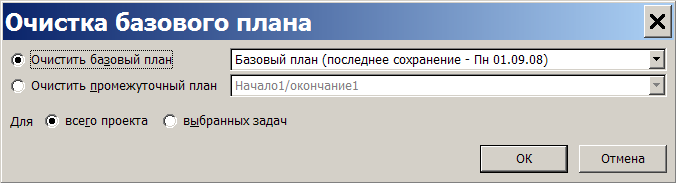 Очистка базового плана
Очистить базовый план Базовый план (последнее сохранение - Пн 01.09.08)
Очистить промежуточный план Начало1/окончание1
Для всего проекта выбранных задач
ОК Отмена